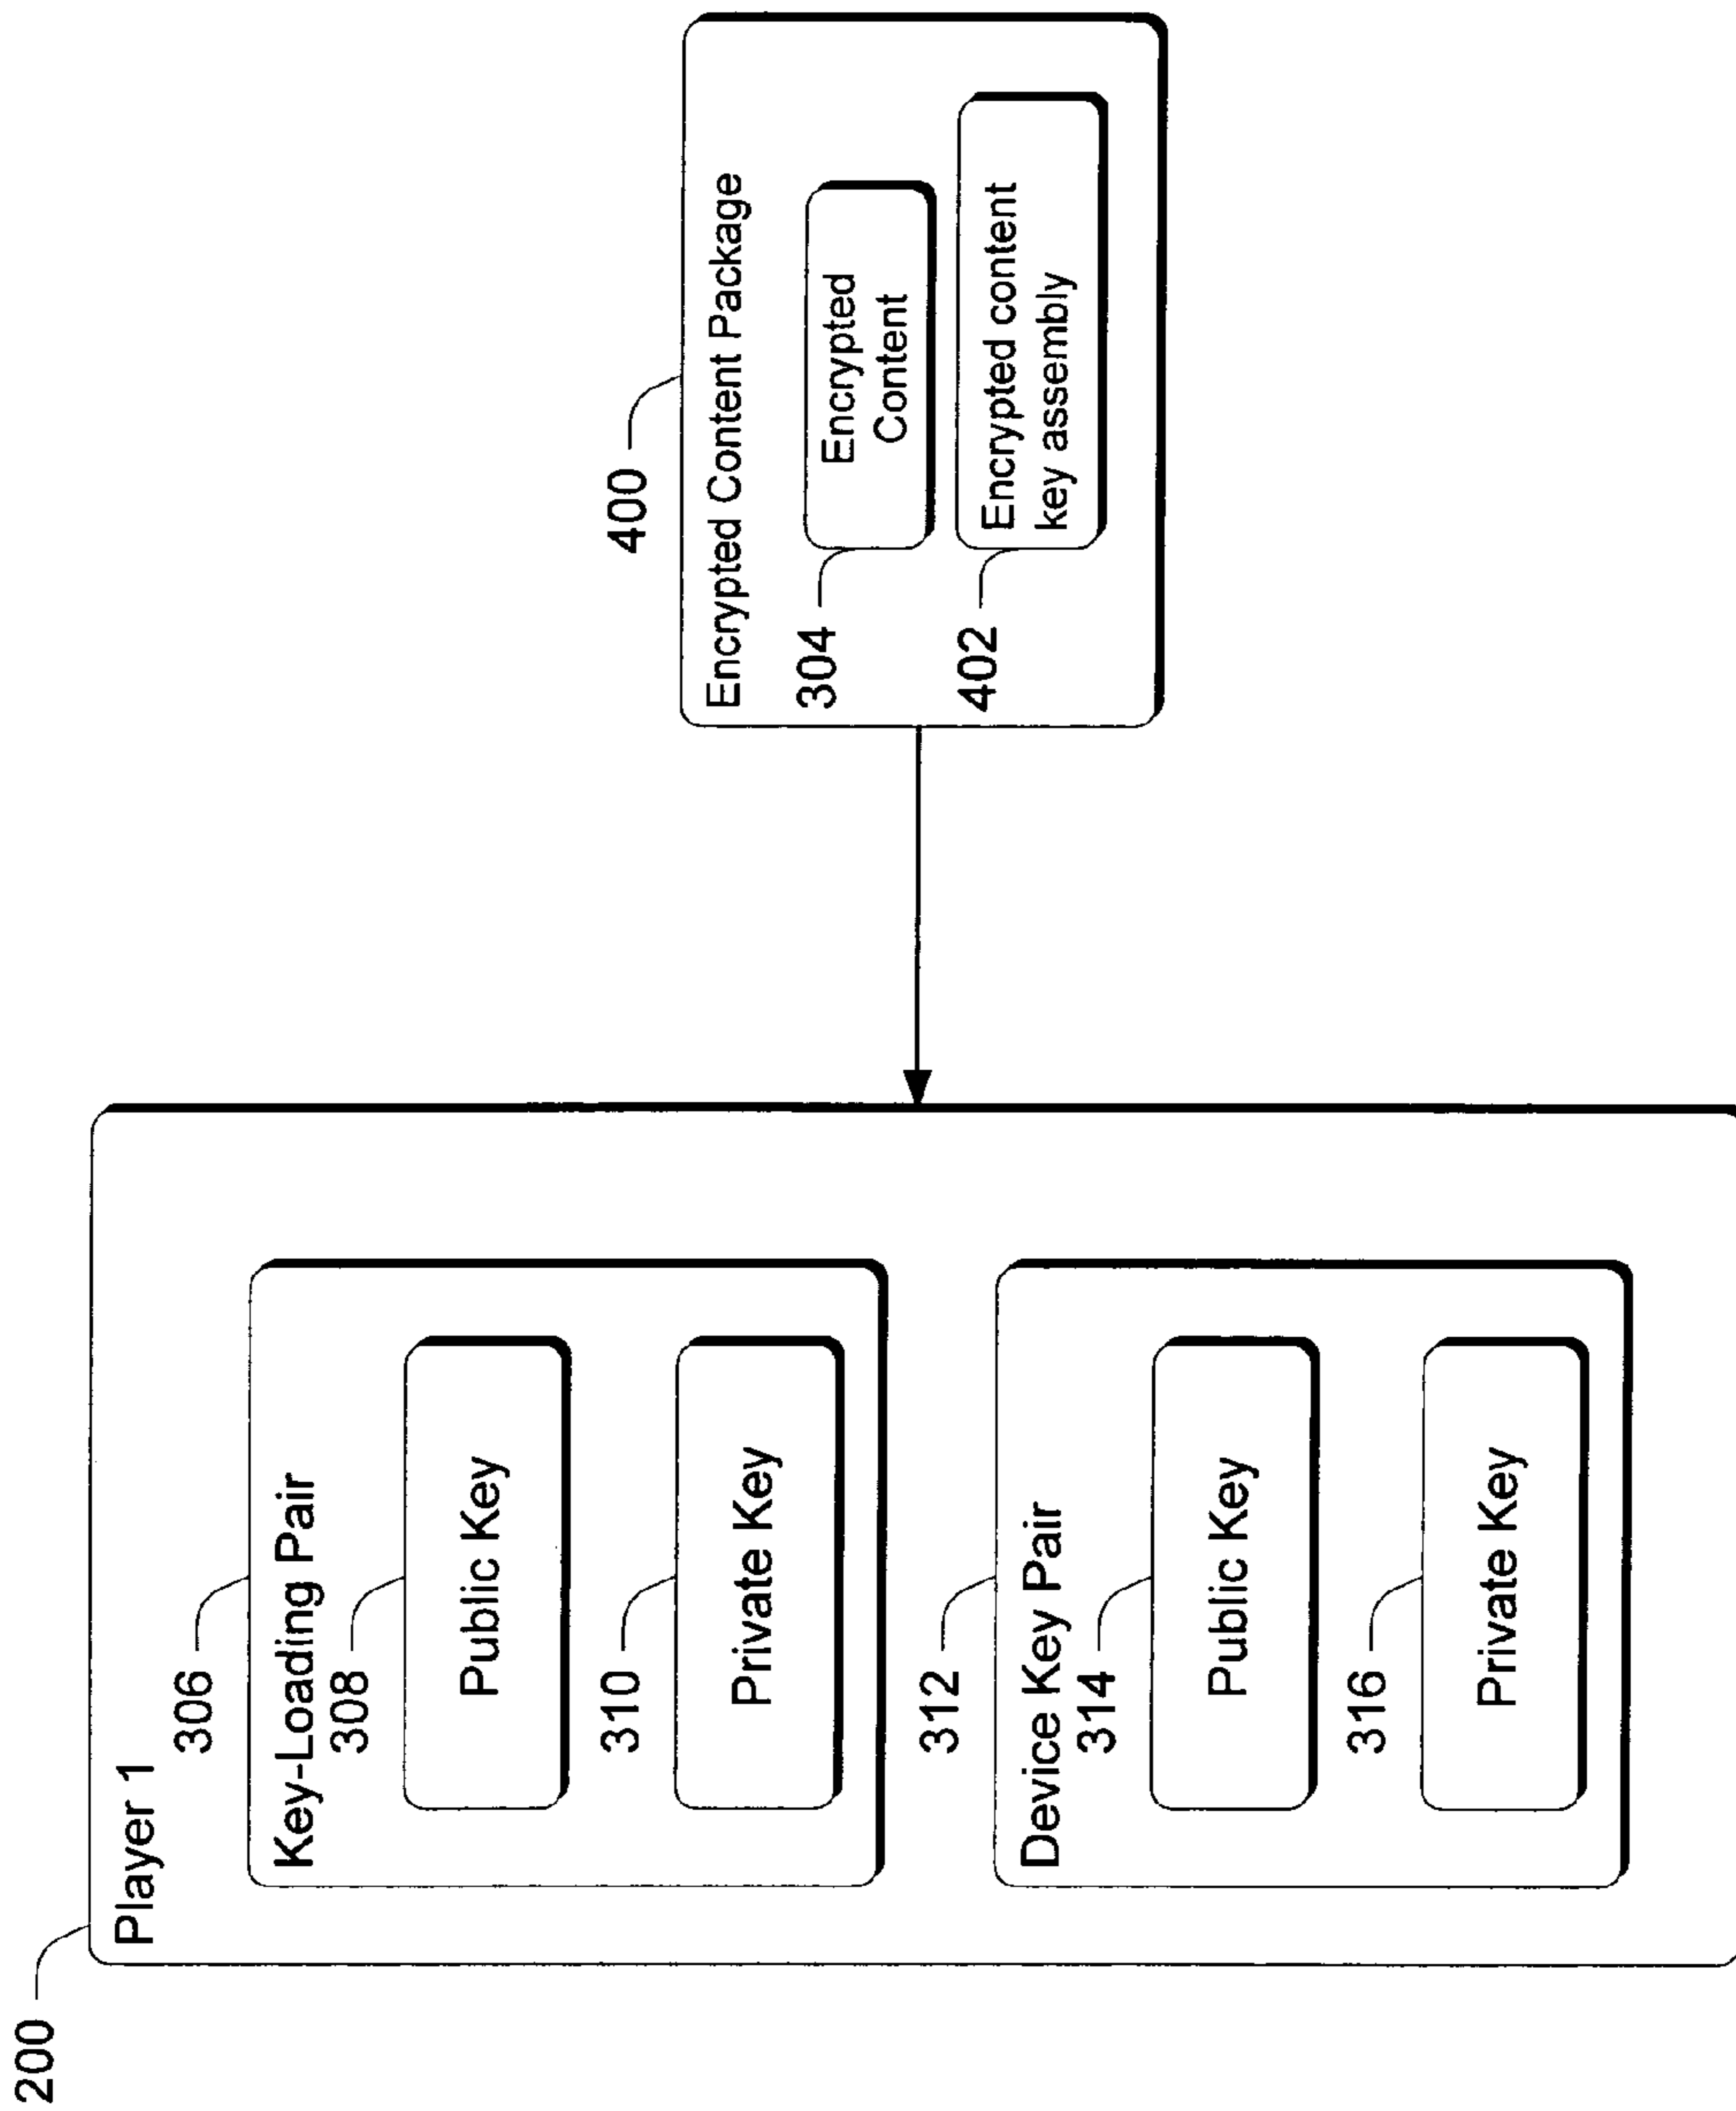 200
Player 1
306
Key-Loading Pair
308
Public Key
310
Private Key
312
Device Key Pair
314
Public Key
316
Private Key
400
Encrypted Content Package
304
Encrypted
Content
402
Encrypted content
key assembly